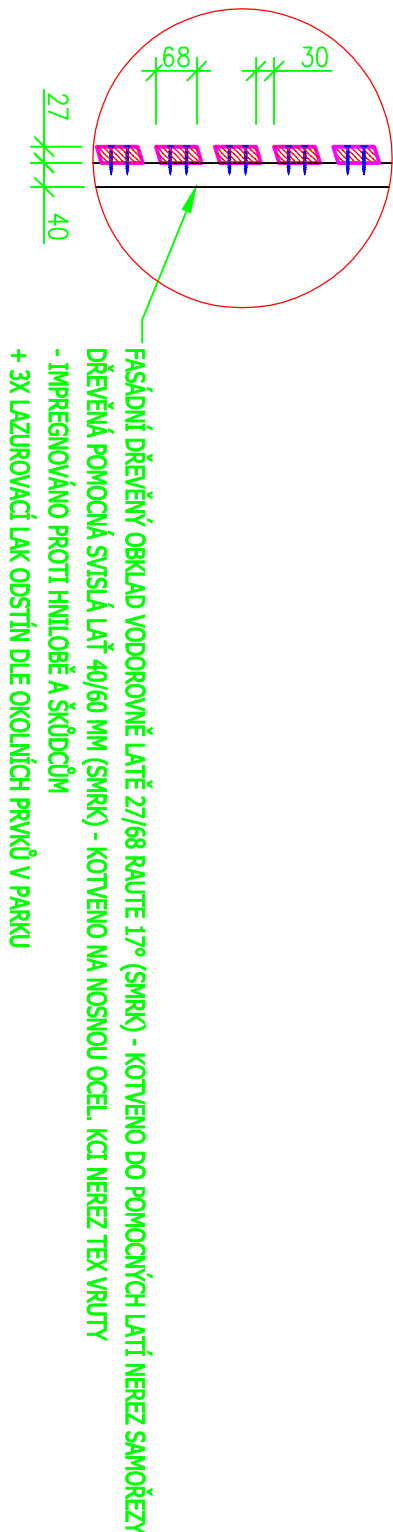 68
30
27
40
FASÁDNÍ DŘEVĚNÝ OBKLAD VODOROVNĚ LATĚ 27/68 RAUTE 17° (SMRK) - KOTVENO DO POMOCNÝCH LATÍ NEREZ SAMOŘEZY
DŘEVĚNÁ POMOCNÁ SVISLÁ LAŤ 40/60 MM (SMRK) - KOTVENO NA NOSNOU OCEL. KCI NEREZ TEX VRUTY
- IMPREGNOVÁNO PROTI HNILOBĚ A ŠKŮDCŮM
+ 3X LAZUROVACÍ LAK ODSTÍN DLE OKOLNÍCH PRVKŮ V PARKU